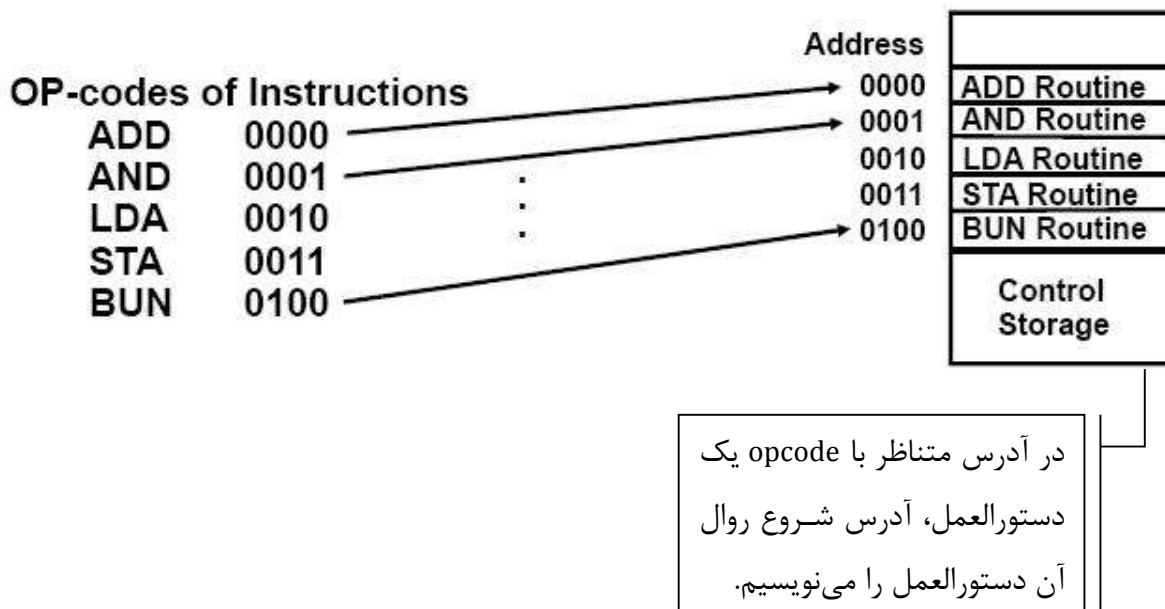 Address
OP-codes of Instructions
ADD 0000
AND 0001
LDA 0010
STA 0011
BUN 0100
0000 ADD Routine
0001 AND Routine
0010 LDA Routine
0011 STA Routine
0100 BUN Routine
Control
Storage
در آدرس متناظر با opcode یک
دستورالعمل، آدرس شروع روال
آن دستورالعمل را می‌نویسیم.